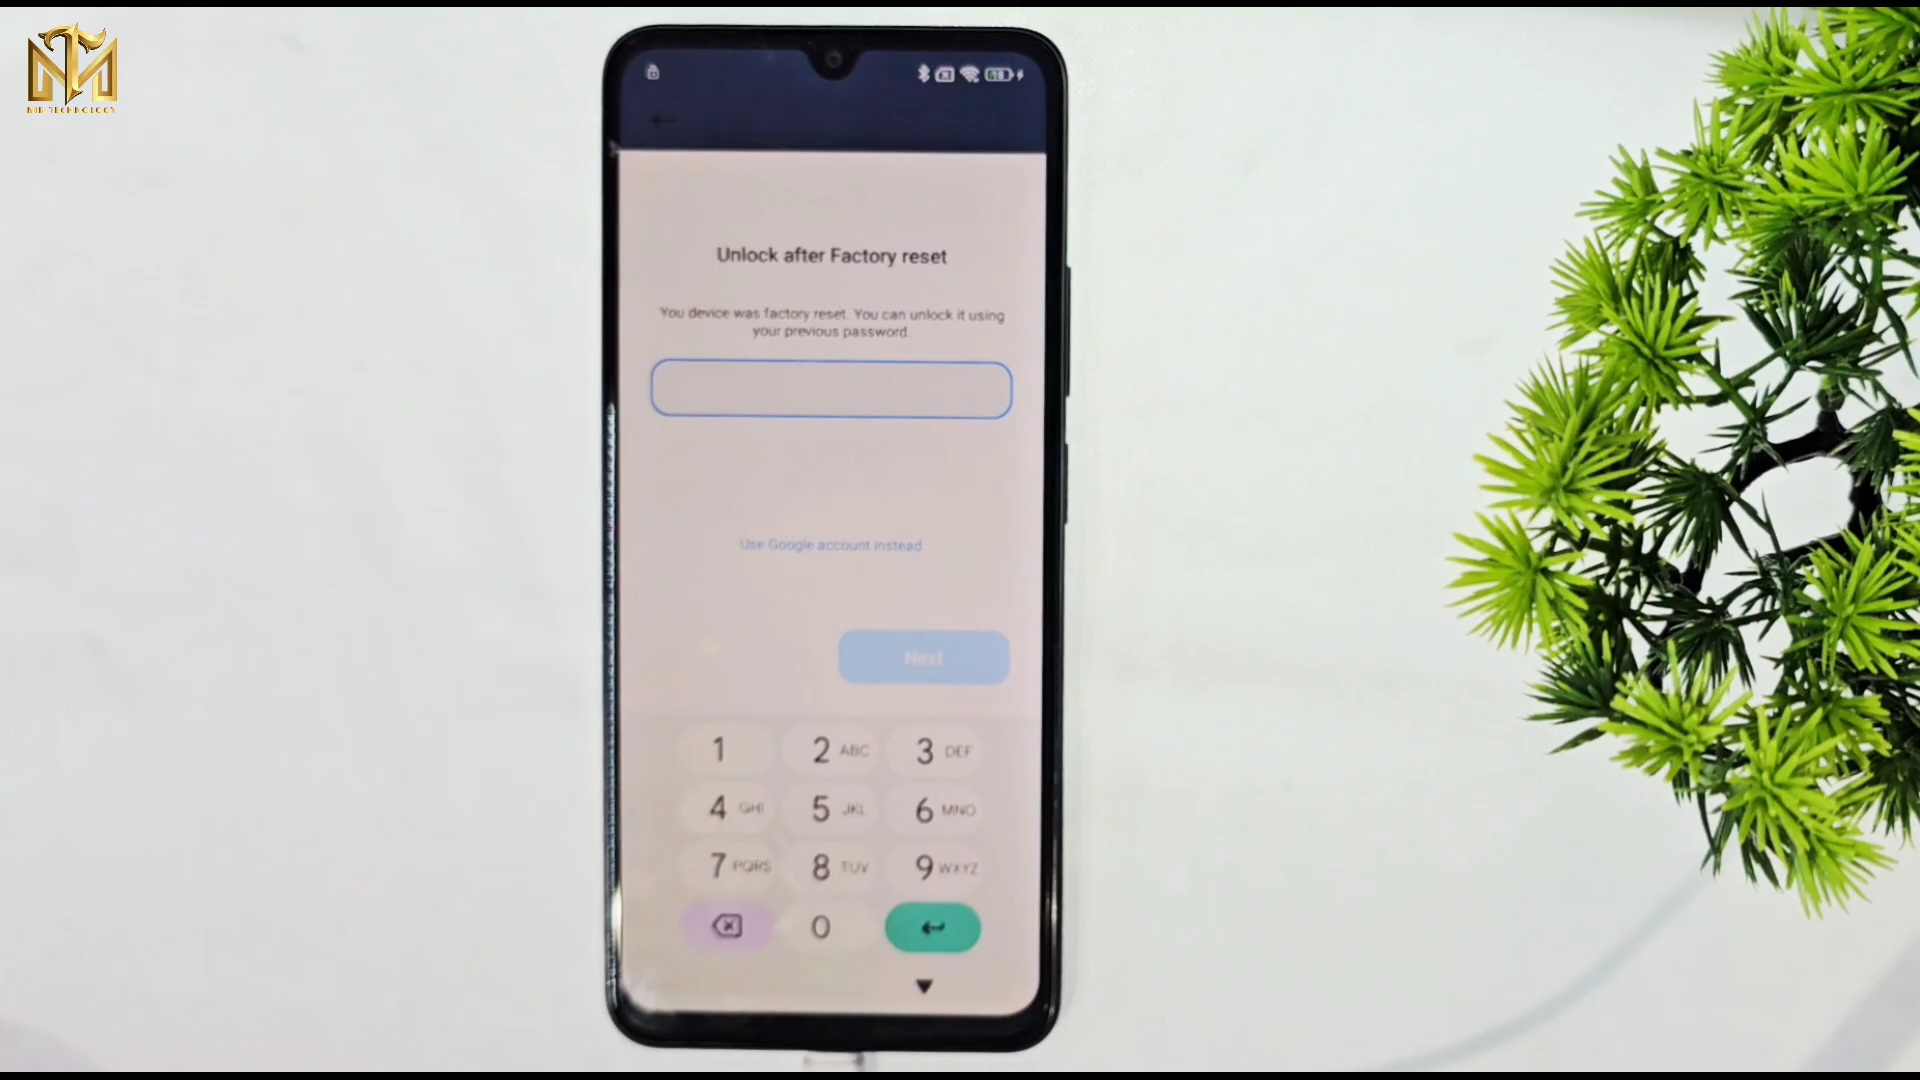 MIR TECHNOLOGY
Unlock after Factory reset
You device was factory reset. You can unlock it using
your previous password.
Use Google account instead
Next
1
2 ABC
3 DEF
4 GHI
5 JKL
6 MNO
7 PQRS
8 TUV
9 WXYZ
0